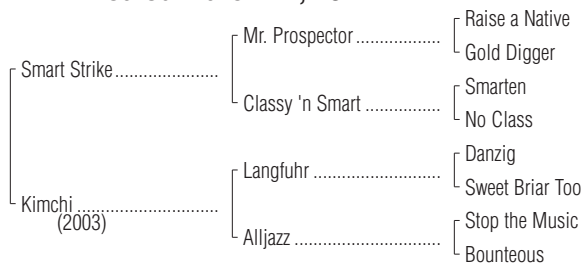 Raise a Native
Mr. Prospector
Gold Digger
Smart Strike
Smarten
Classy 'n Smart
No Class
Danzig
Langfuhr
Sweet Briar Too
Kimchi
(2003)
Stop the Music
Alljazz
Bounteous